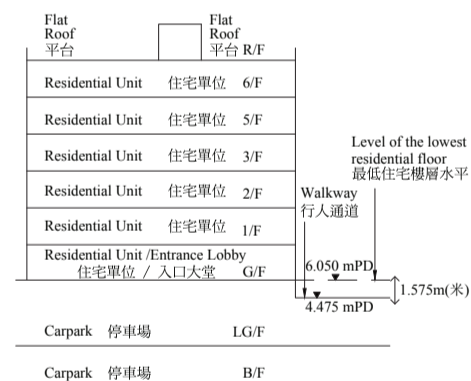 Flat
Roof
平台
Flat
Roof
平台 R/F
Residential Unit 住宅單位 6/F
Residential Unit 住宅單位 5/F
Residential Unit 住宅單位 3/F
Residential Unit 住宅單位 2/F
Residential Unit 住宅單位 1/F
Residential Unit /Entrance Lobby
住宅單位 / 入口大堂 G/F
Level of the lowest
residential floor
最低住宅樓層水平
Walkway
行人通道
6.050 mPD
1.575m(米)
4.475 mPD
Carpark 停車場 LG/F
Carpark 停車場 B/F